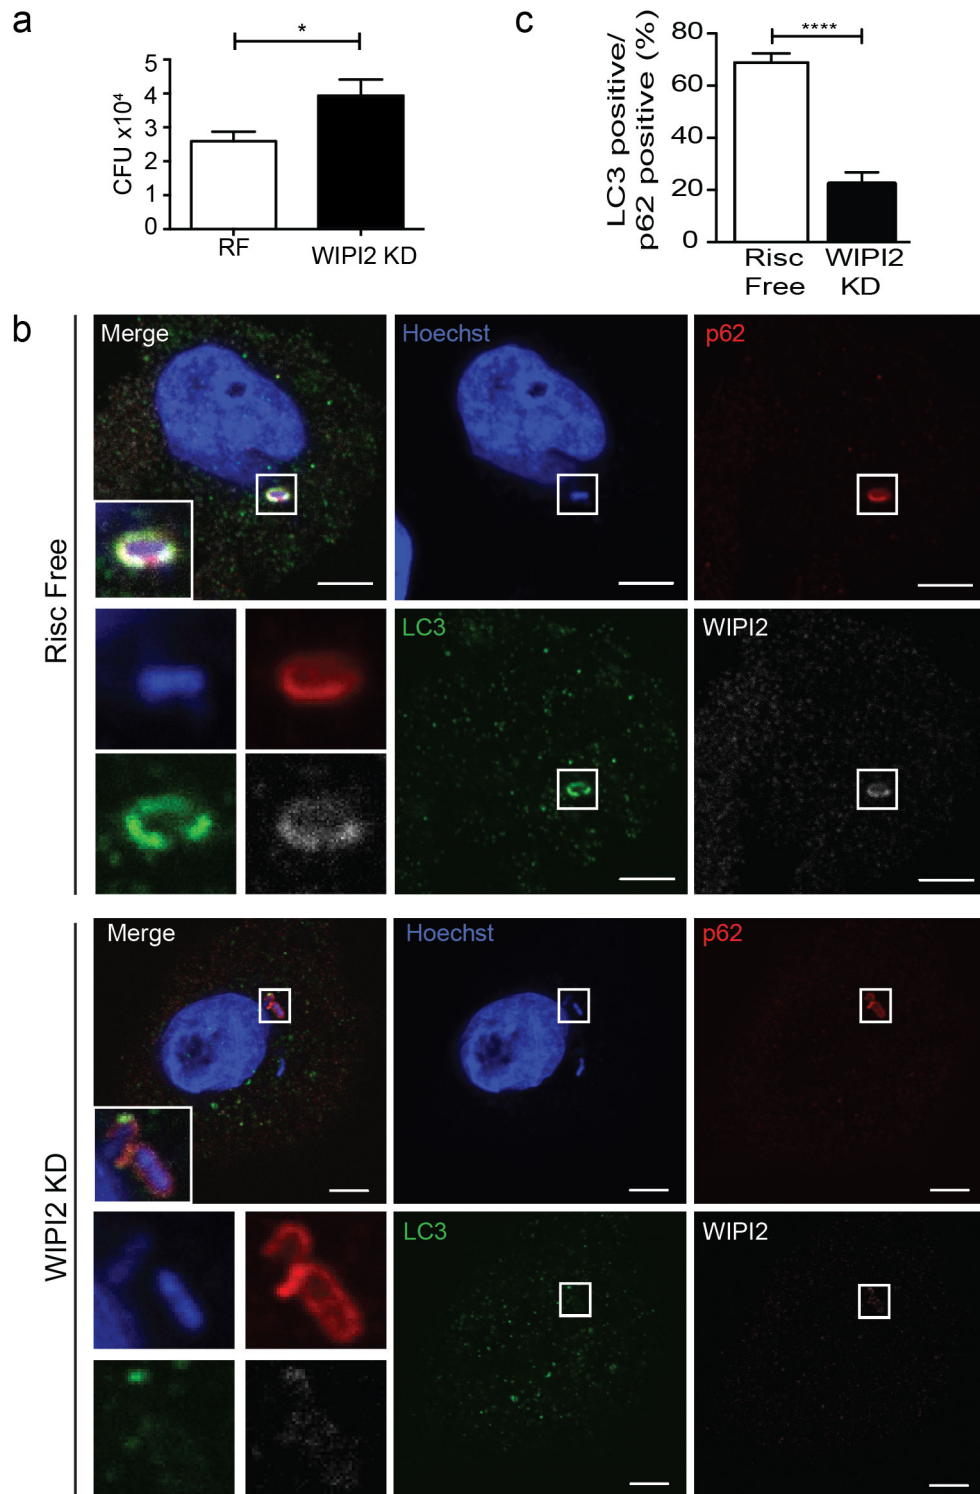 a
*
CFU x10⁴
5
4
3
2
1
0
RF
WIPI2 KD
c
****
LC3 positive/
p62 positive (%)
80
60
40
20
0
Risc
Free
WIPI2
KD
b
Risc Free
Merge
Hoechst
p62
LC3
WIPI2
WIPI2 KD
Merge
Hoechst
p62
LC3
WIPI2